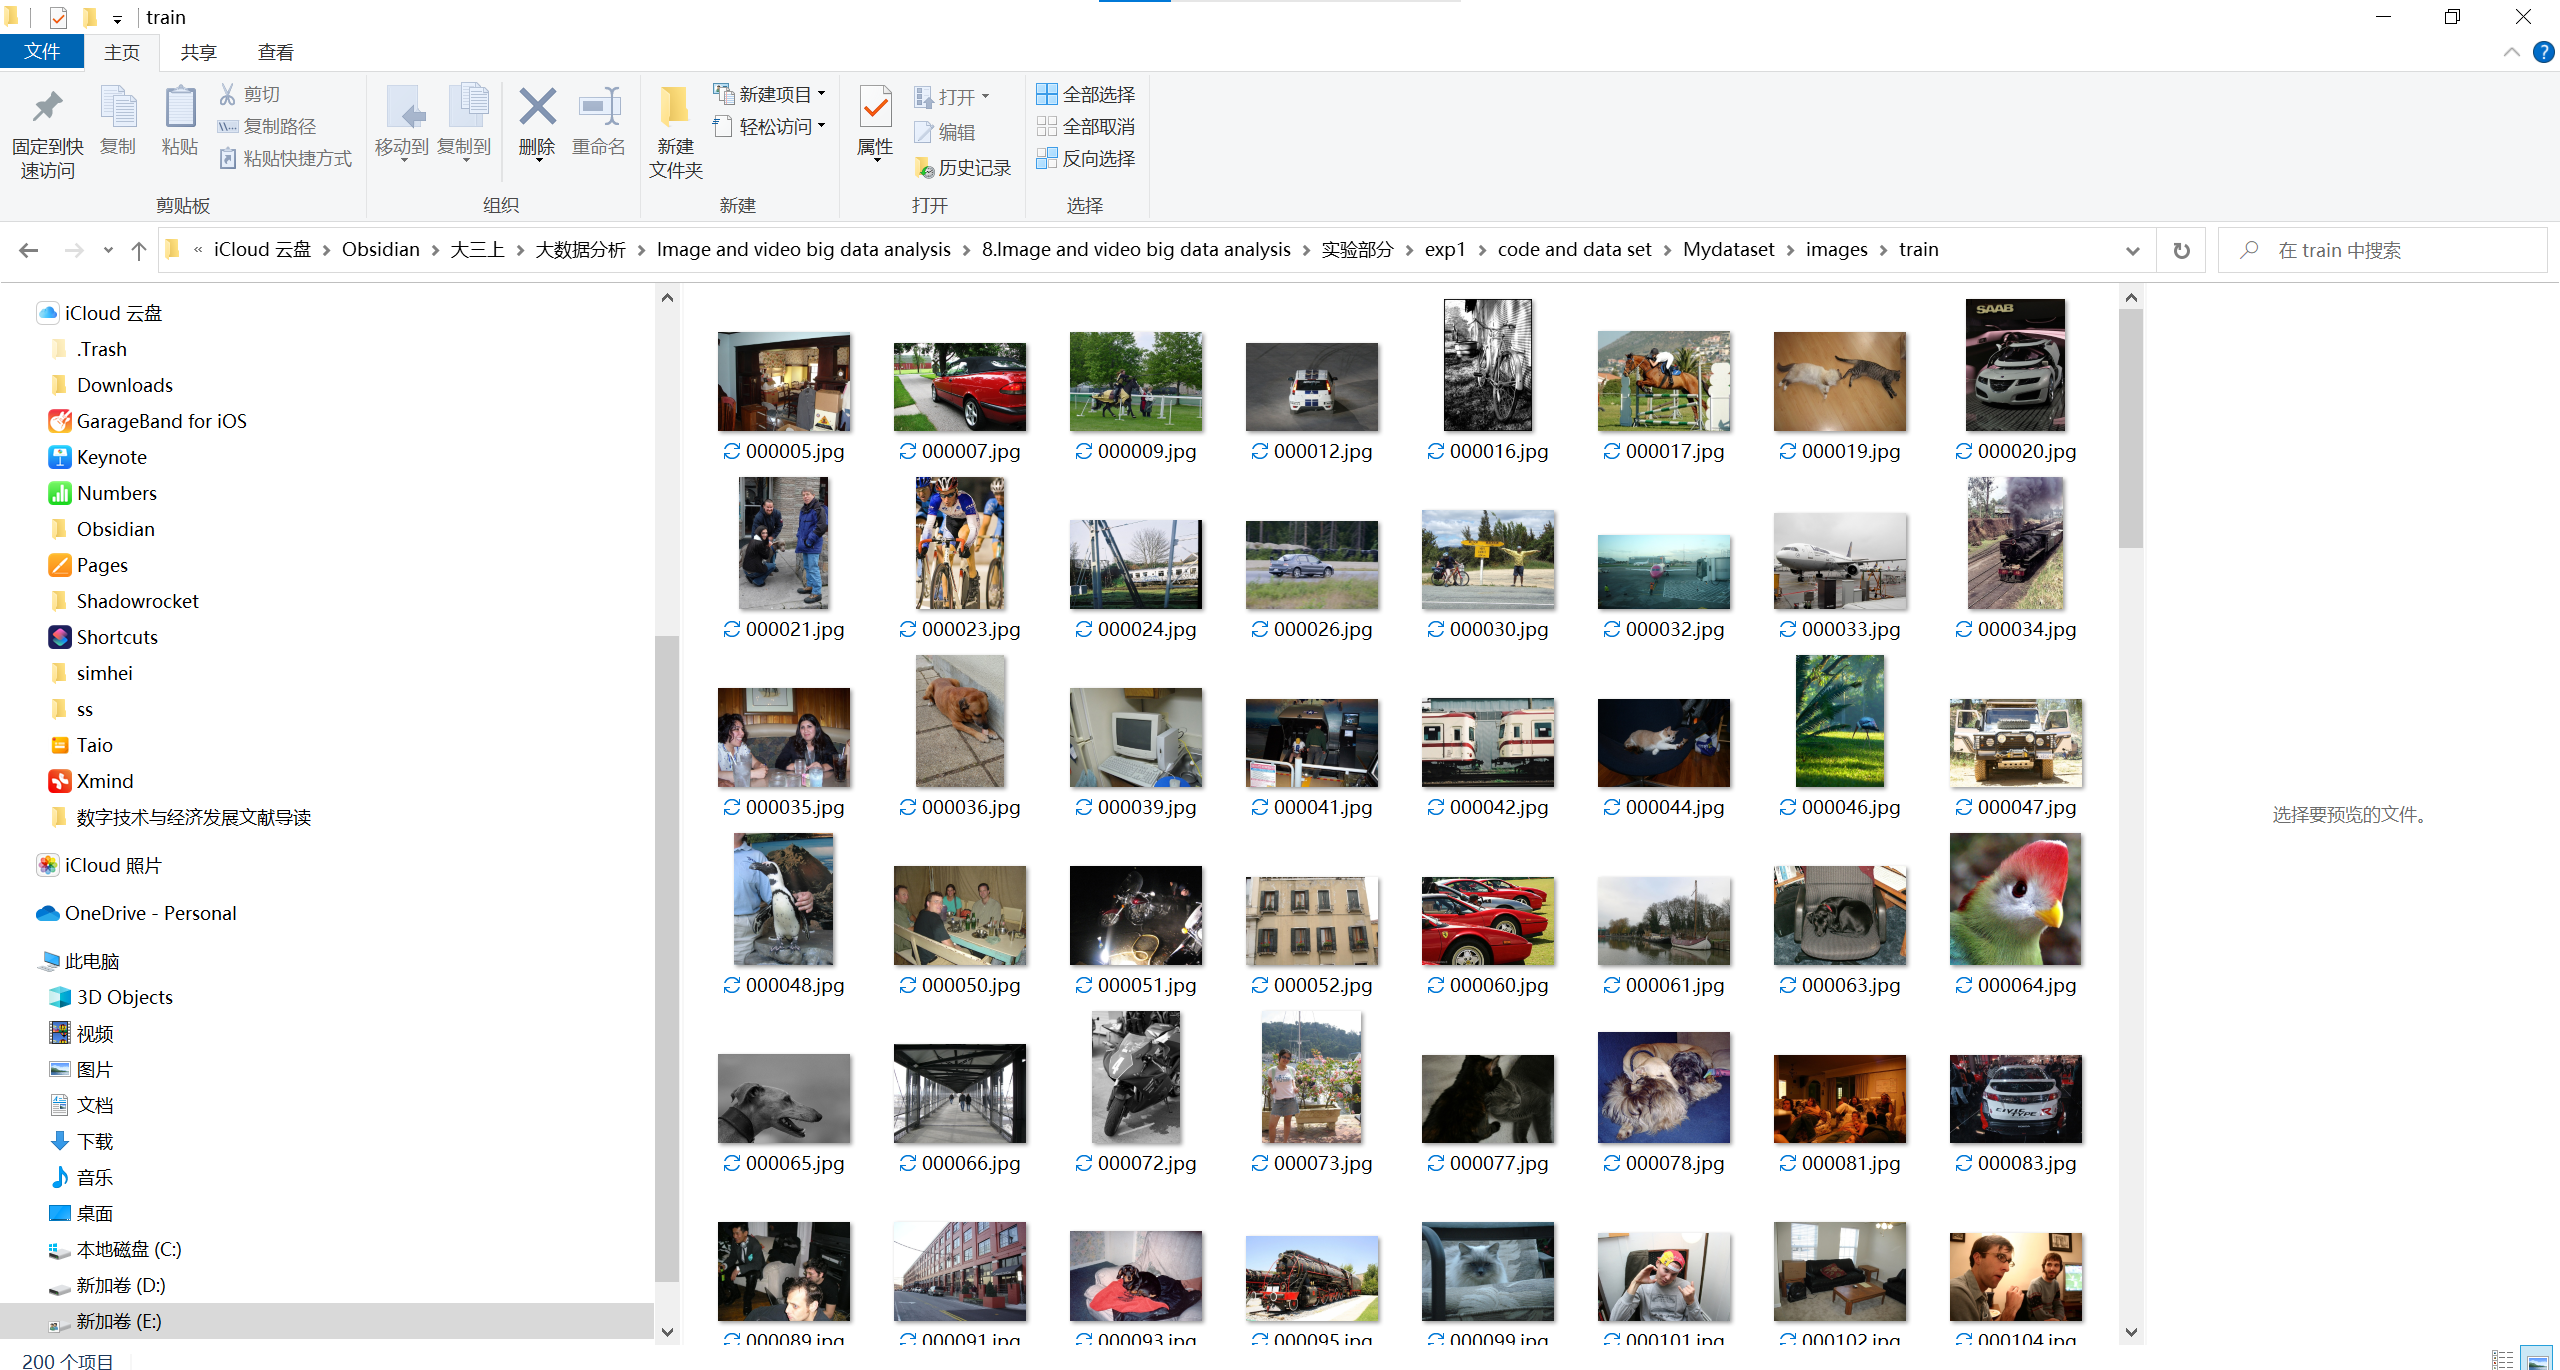 train
文件 主页 共享 查看
固定到快速访问
复制
粘贴
剪切
复制路径
粘贴快捷方式
剪贴板
移动到
复制到
删除
重命名
组织
新建文件夹
新建项目
轻松访问
新建
属性
打开
编辑
历史记录
打开
全部选择
全部取消
反向选择
选择
« iCloud 云盘 > Obsidian > 大三上 > 大数据分析 > Image and video big data analysis > 8.Image and video big data analysis > 实验部分 > exp1 > code and data set > Mydataset > images > train
在 train 中搜索
iCloud 云盘
.Trash
Downloads
GarageBand for iOS
Keynote
Numbers
Obsidian
Pages
Shadowrocket
Shortcuts
simhei
ss
Taio
Xmind
数字技术与经济发展文献导读
iCloud 照片
OneDrive - Personal
此电脑
3D Objects
视频
图片
文档
下载
音乐
桌面
本地磁盘 (C:)
新加卷 (D:)
新加卷 (E:)
SAAB
000005.jpg 000007.jpg 000009.jpg 000012.jpg 000016.jpg 000017.jpg 000019.jpg 000020.jpg
000021.jpg 000023.jpg 000024.jpg 000026.jpg 000030.jpg 000032.jpg 000033.jpg 000034.jpg
000035.jpg 000036.jpg 000039.jpg 000041.jpg 000042.jpg 000044.jpg 000046.jpg 000047.jpg
000048.jpg 000050.jpg 000051.jpg 000052.jpg 000060.jpg 000061.jpg 000063.jpg 000064.jpg
CIVIC
TYPE R
000065.jpg 000066.jpg 000072.jpg 000073.jpg 000077.jpg 000078.jpg 000081.jpg 000083.jpg
000089.jpg 000091.jpg 000093.jpg 000095.jpg 000099.jpg 000101.jpg 000102.jpg 000104.jpg
选择要预览的文件。
200 个项目